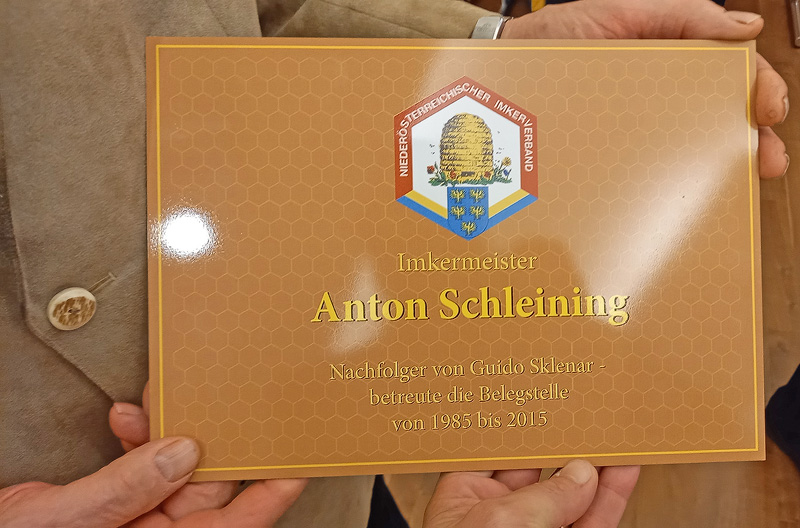 NIEDERÖSTERREICHISCHER IMKERVERBAND
Imkermeister
Anton Schleining
Nachfolger von Guido Sklenar -
betreute die Belegstelle
von 1985 bis 2015